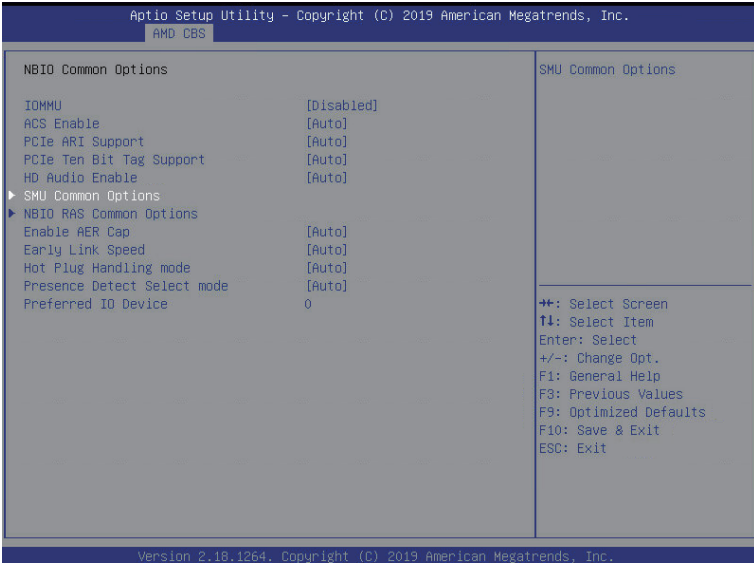 Aptio Setup Utility – Copyright (C) 2019 American Megatrends, Inc.
AMD CBS
NBIO Common Options
IOMMU [Disabled]
ACS Enable [Auto]
PCIe ARI Support [Auto]
PCIe Ten Bit Tag Support [Auto]
HD Audio Enable [Auto]
SMU Common Options
NBIO RAS Common Options
Enable AER Cap [Auto]
Early Link Speed [Auto]
Hot Plug Handling mode [Auto]
Presence Detect Select mode [Auto]
Preferred IO Device 0
SMU Common Options
→←: Select Screen
↑↓: Select Item
Enter: Select
+/-: Change Opt.
F1: General Help
F3: Previous Values
F9: Optimized Defaults
F10: Save & Exit
ESC: Exit
Version 2.18.1264. Copyright (C) 2019 American Megatrends, Inc.